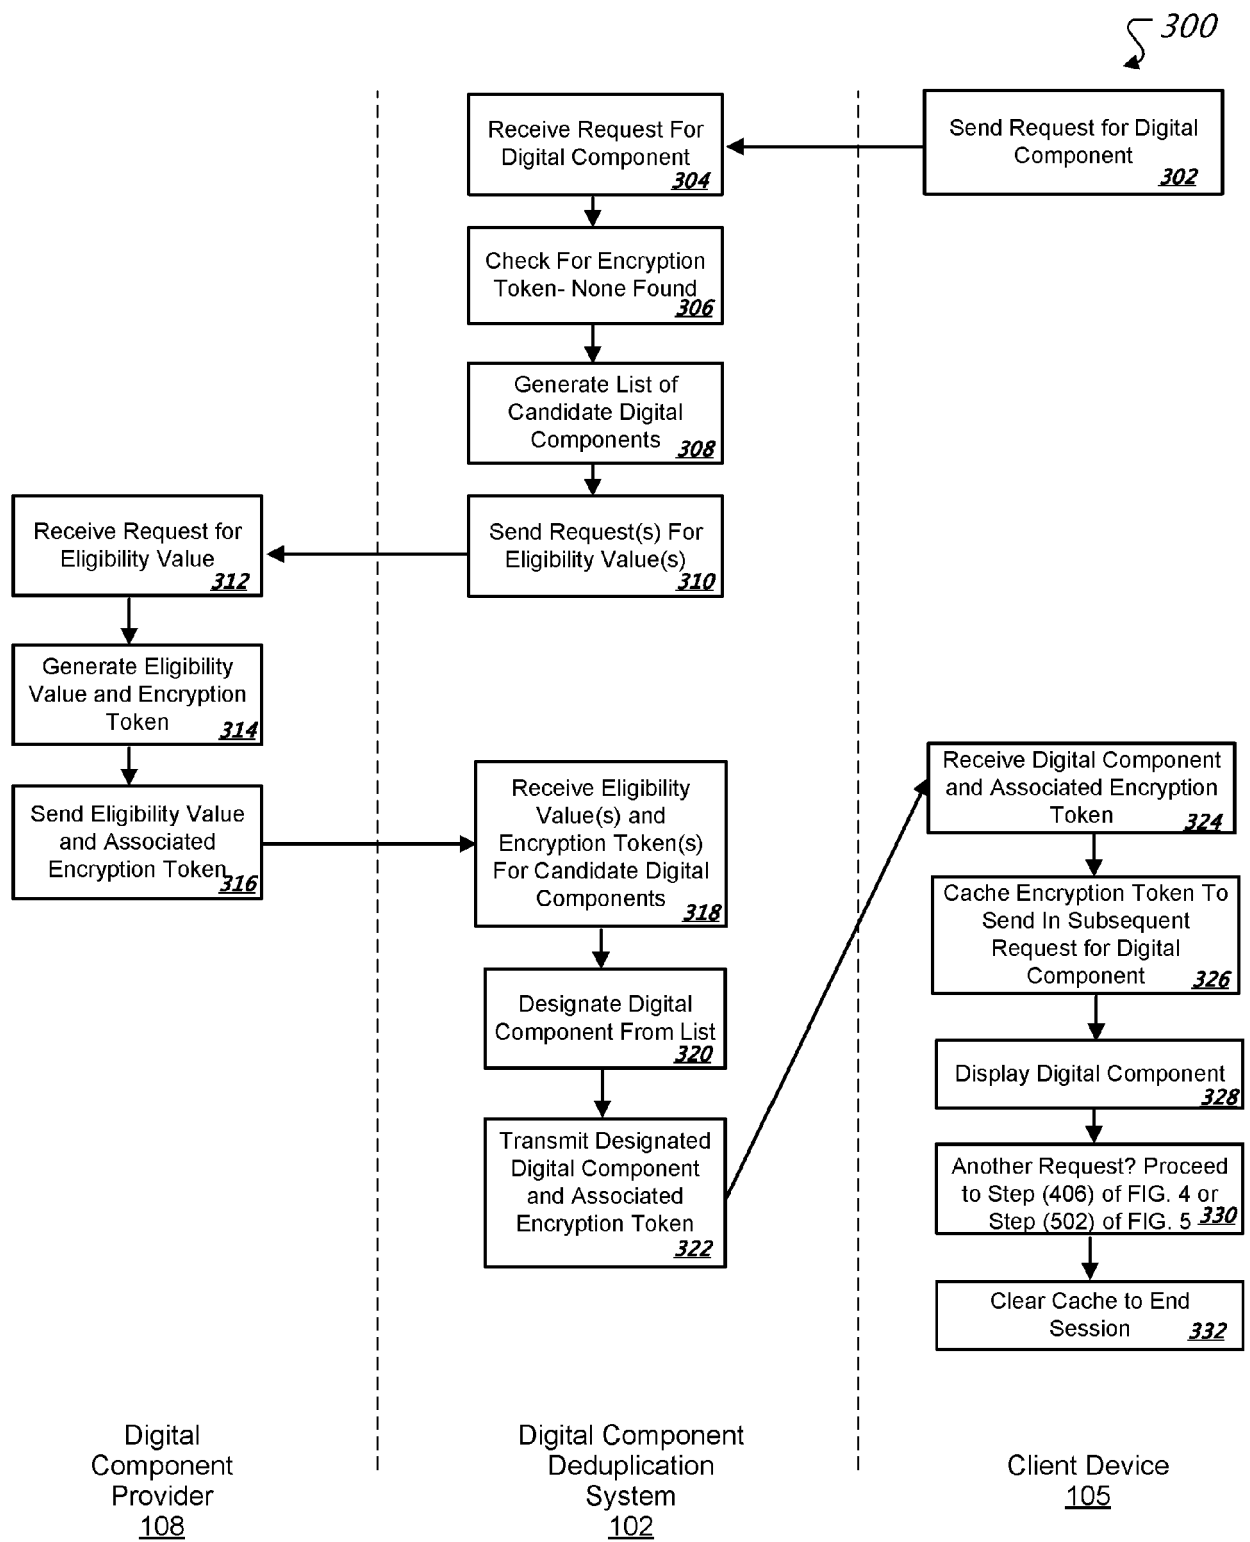 300
Send Request for Digital
Component
302
Receive Request For
Digital Component
304
Check For Encryption
Token- None Found
306
Generate List of
Candidate Digital
Components
308
Send Request(s) For
Eligibility Value(s)
310
Receive Request for
Eligibility Value
312
Generate Eligibility
Value and Encryption
Token
314
Send Eligibility Value
and Associated
Encryption Token
316
Receive Eligibility
Value(s) and
Encryption Token(s)
For Candidate Digital
Components
318
Designate Digital
Component From List
320
Transmit Designated
Digital Component
and Associated
Encryption Token
322
Receive Digital Component
and Associated Encryption
Token
324
Cache Encryption Token To
Send In Subsequent
Request for Digital
Component
326
Display Digital Component
328
Another Request? Proceed
to Step (406) of FIG. 4 or
Step (502) of FIG. 5
330
Clear Cache to End
Session
332
Digital
Component
Provider
108
Digital Component
Deduplication
System
102
Client Device
105